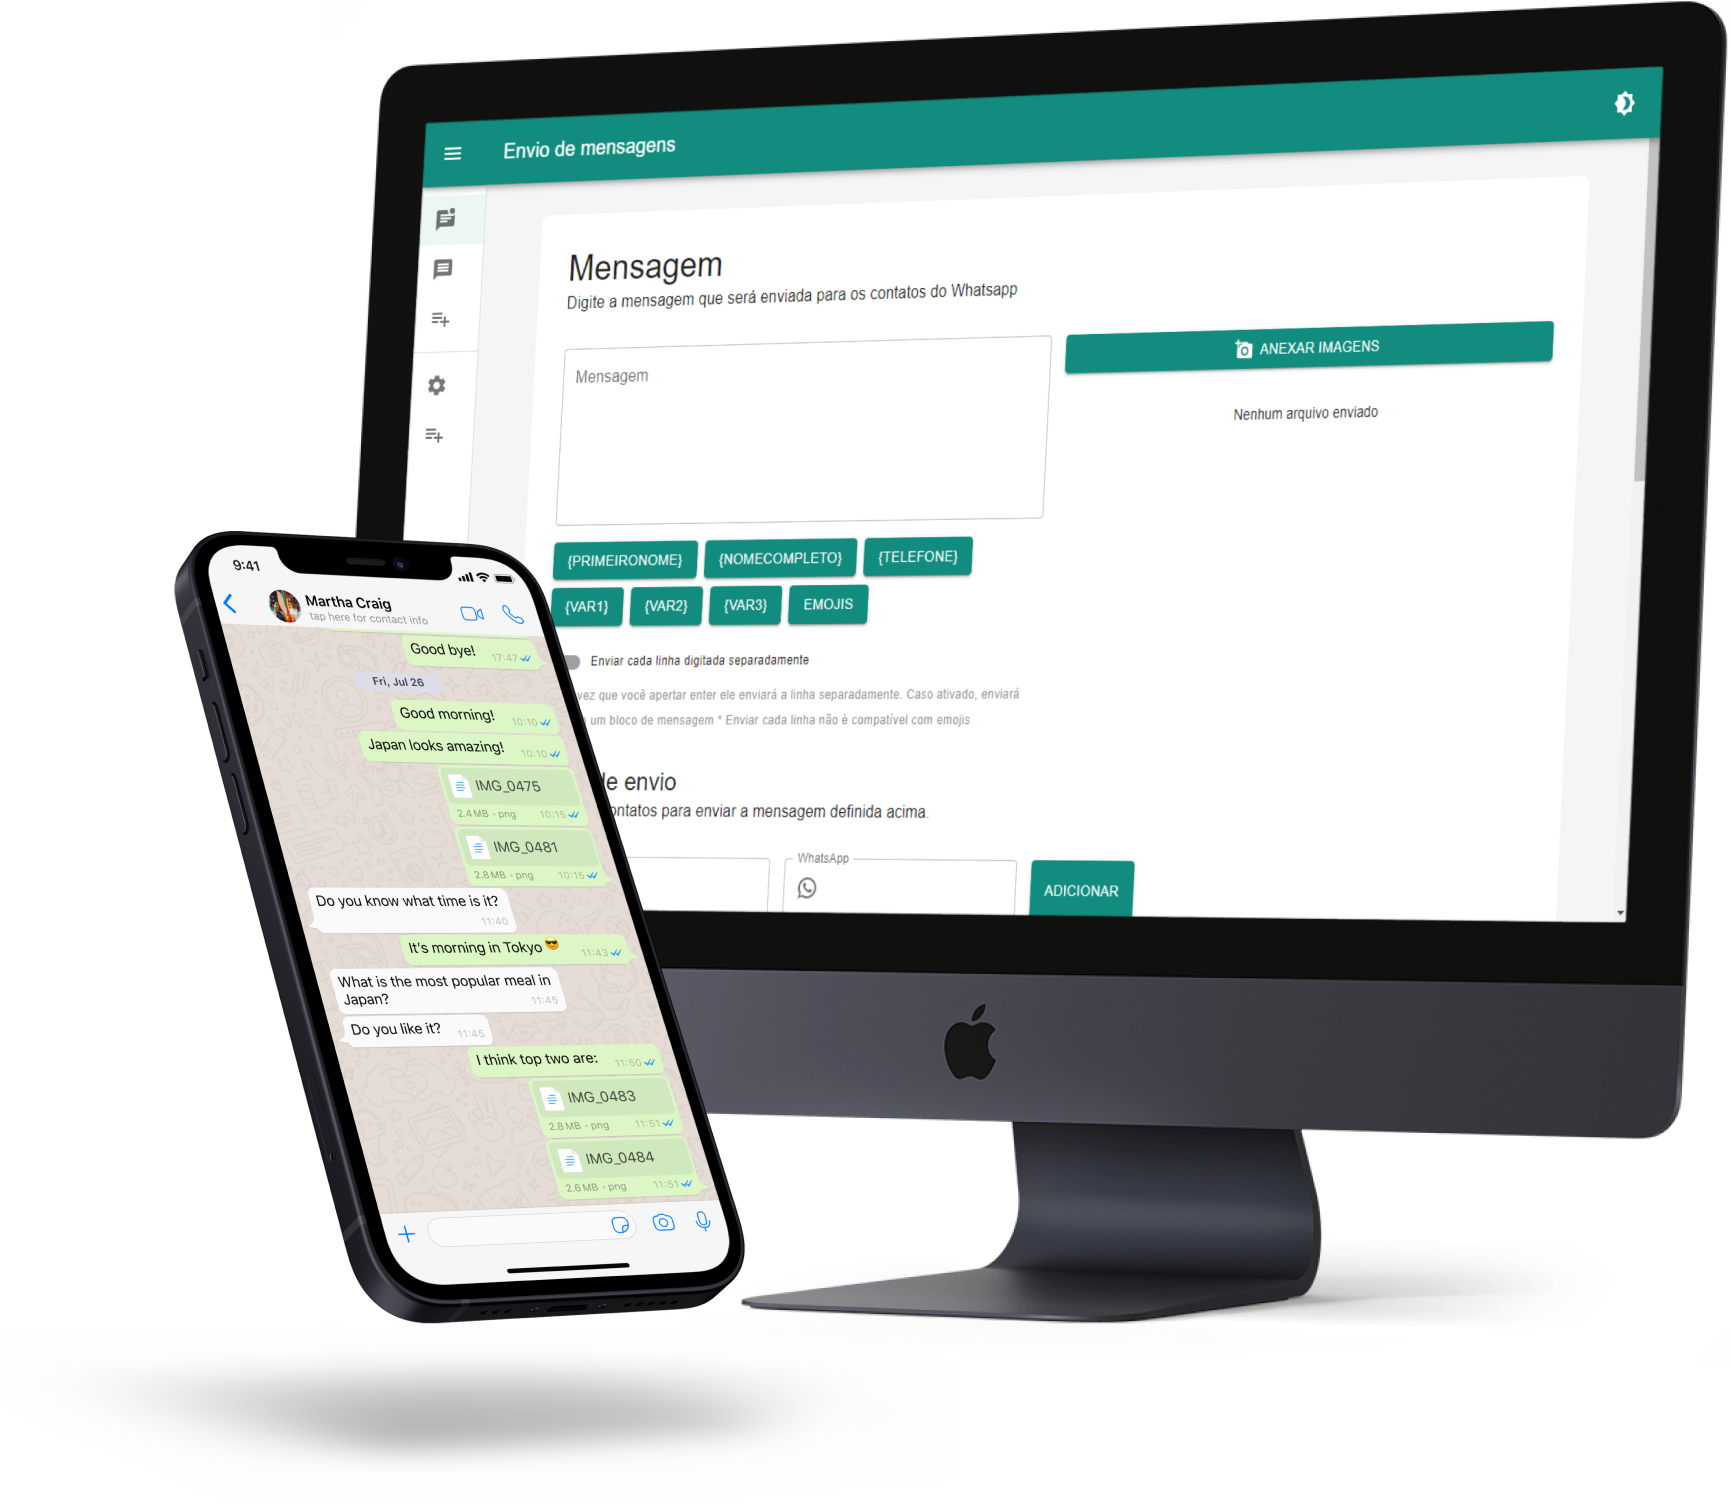 Envio de mensagens
Mensagem
Digite a mensagem que será enviada para os contatos do Whatsapp
Mensagem
ANEXAR IMAGENS
Nenhum arquivo enviado
{PRIMEIRONOME} {NOMECOMPLETO} {TELEFONE}
{VAR1} {VAR2} {VAR3} EMOJIS
Enviar cada linha digitada separadamente
vez que você apertar enter ele enviará a linha separadamente. Caso ativado, enviará
um bloco de mensagem * Enviar cada linha não é compatível com emojis
de envio
contatos para enviar a mensagem definida acima.
WhatsApp
ADICIONAR
9:41
Martha Craig
tap here for contact info
Good bye! 17:47
Fri, Jul 26
Good morning! 10:10
Japan looks amazing! 10:10
IMG_0475
2.4 MB · png 10:15
IMG_0481
2.8 MB · png 10:15
Do you know what time is it?
11:40
It's morning in Tokyo 😎 11:43
What is the most popular meal in
Japan? 11:45
Do you like it? 11:45
I think top two are: 11:50
IMG_0483
2.8 MB · png 11:51
IMG_0484
2.6 MB · png 11:51